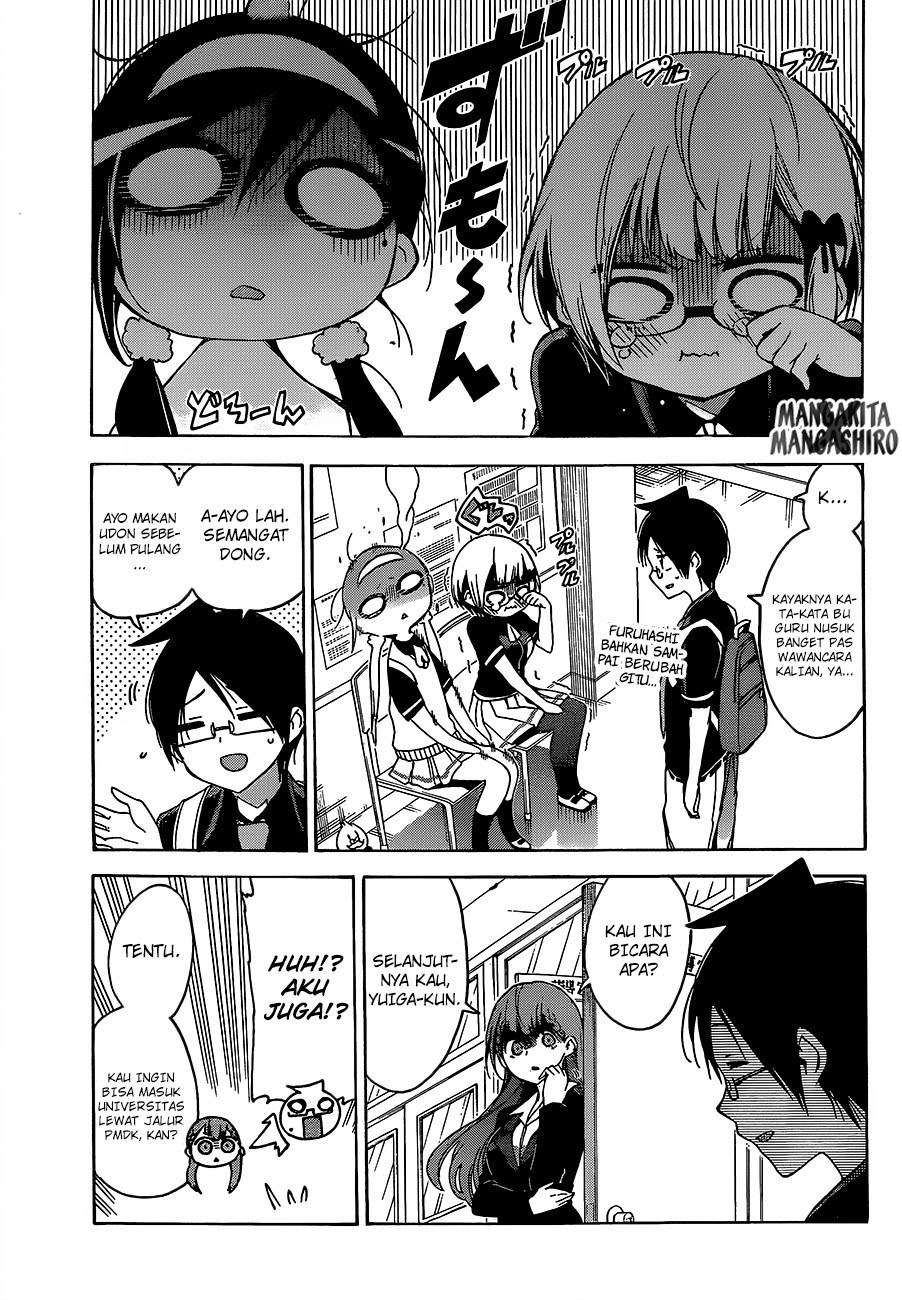 ず
も
〜
ん
プル
プル
プル
どろーん
MANGARITA
X
MANGASHIRO
K...
KAYAKNYA KA-
TA-KATA BU
GURU NUSUK
BANGET PAS
WAWANCARA
KALIAN, YA...
FURUHASHI
BAHKAN SAM-
PAI BERUBAH
GITU...
プル
プル
A-AYO LAH.
SEMANGAT
DONG.
AYO MAKAN
UDON SEBE-
LUM PULANG
...
KAU INI
BICARA
APA?
SELANJUT-
NYA KAU,
YUIGA-KUN.
HUH!?
AKU
JUGA!?
TENTU.
KAU INGIN
BISA MASUK
UNIVERSITAS
LEWAT JALUR
PMDK, KAN?